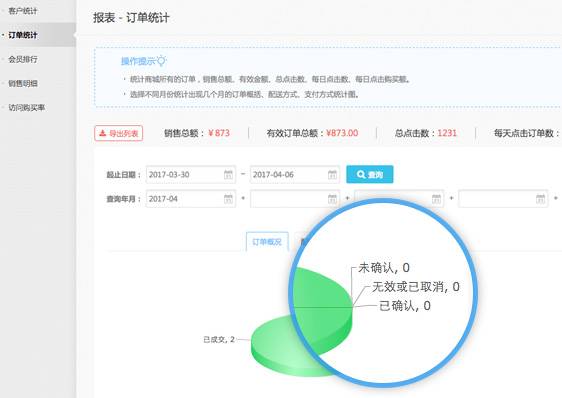 客户统计
订单统计
会员排行
销售明细
访问购买率
报表 - 订单统计
操作提示
· 统计商城所有的订单，销售总额、有效金额、总点击数、每日点击数、每日点击购买额。
· 选择不同月份统计出现几个月的订单概括、配送方式、支付方式统计图。
导出列表 销售总额：￥873 有效订单总额：￥873.00 总点击数：1231 每天点击订单数：
起止日期： 2017-03-30 ~ 2017-04-06 查询
查询年月： 2017-04 + + + +
订单概况
未确认, 0
无效或已取消, 0
已确认, 0
已成交, 2